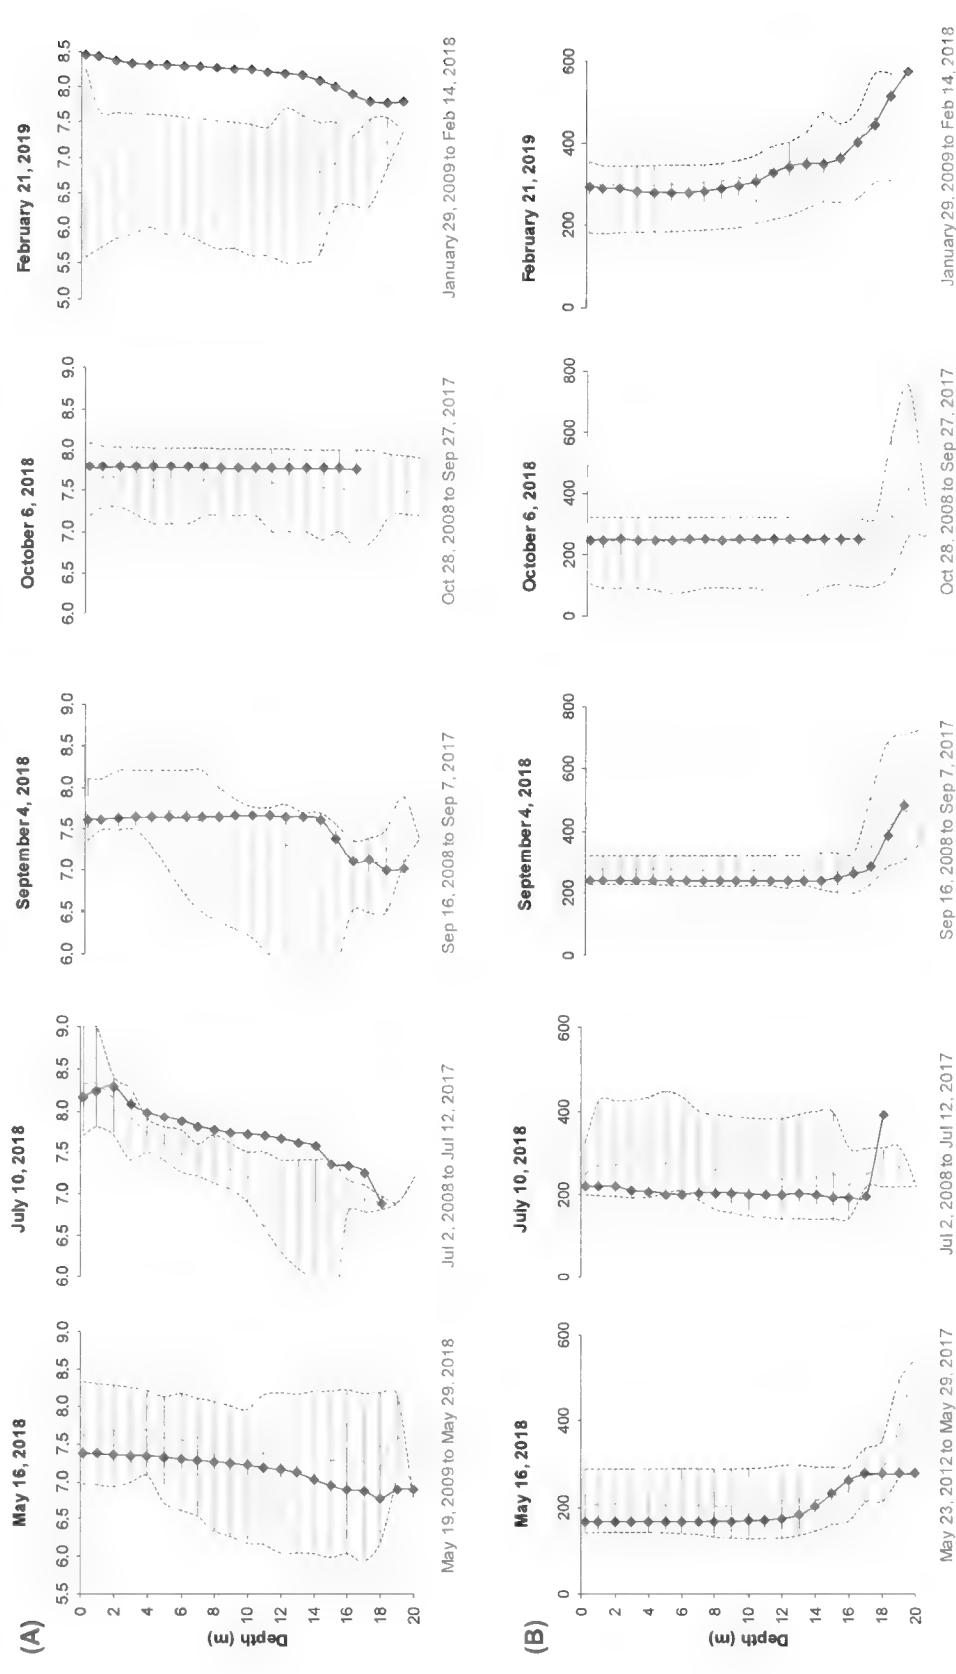 (A)
May 16, 2018
5.5 6.0 6.5 7.0 7.5 8.0 8.5 9.0
0
2
4
6
8
10
12
14
16
18
20
Depth (m)
May 19, 2009 to May 29, 2018
July 10, 2018
6.0 6.5 7.0 7.5 8.0 8.5 9.0
Jul 2, 2008 to Jul 12, 2017
September 4, 2018
6.0 6.5 7.0 7.5 8.0 8.5 9.0
Sep 16, 2008 to Sep 7, 2017
October 6, 2018
6.0 6.5 7.0 7.5 8.0 8.5 9.0
Oct 28, 2008 to Sep 27, 2017
February 21, 2019
5.0 5.5 6.0 6.5 7.0 7.5 8.0 8.5
January 29, 2009 to Feb 14, 2018
(B)
May 16, 2018
0 200 400 600
0
2
4
6
8
10
12
14
16
18
20
Depth (m)
May 23, 2012 to May 29, 2017
July 10, 2018
0 200 400 600
Jul 2, 2008 to Jul 12, 2017
September 4, 2018
0 200 400 600 800
Sep 16, 2008 to Sep 7, 2017
October 6, 2018
0 200 400 600 800
Oct 28, 2008 to Sep 27, 2017
February 21, 2019
0 200 400 600
January 29, 2009 to Feb 14, 2018